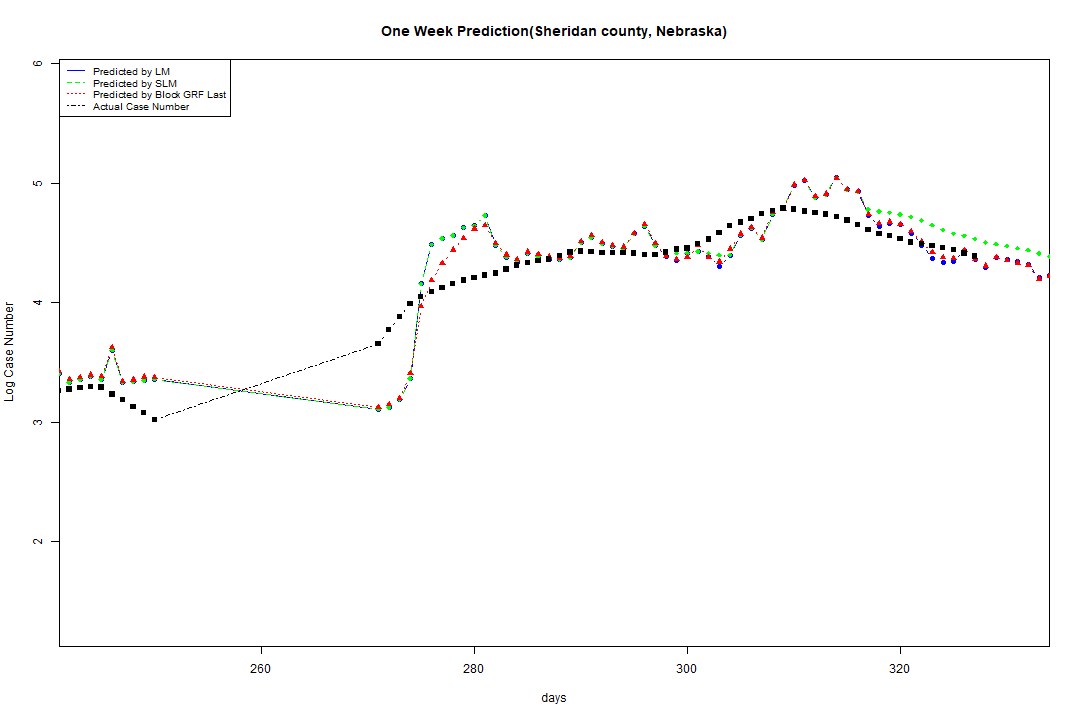 One Week Prediction(Sheridan county, Nebraska)
Predicted by LM
Predicted by SLM
Predicted by Block GRF Last
Actual Case Number
6
5
4
3
2
Log Case Number
260
280
300
320
days